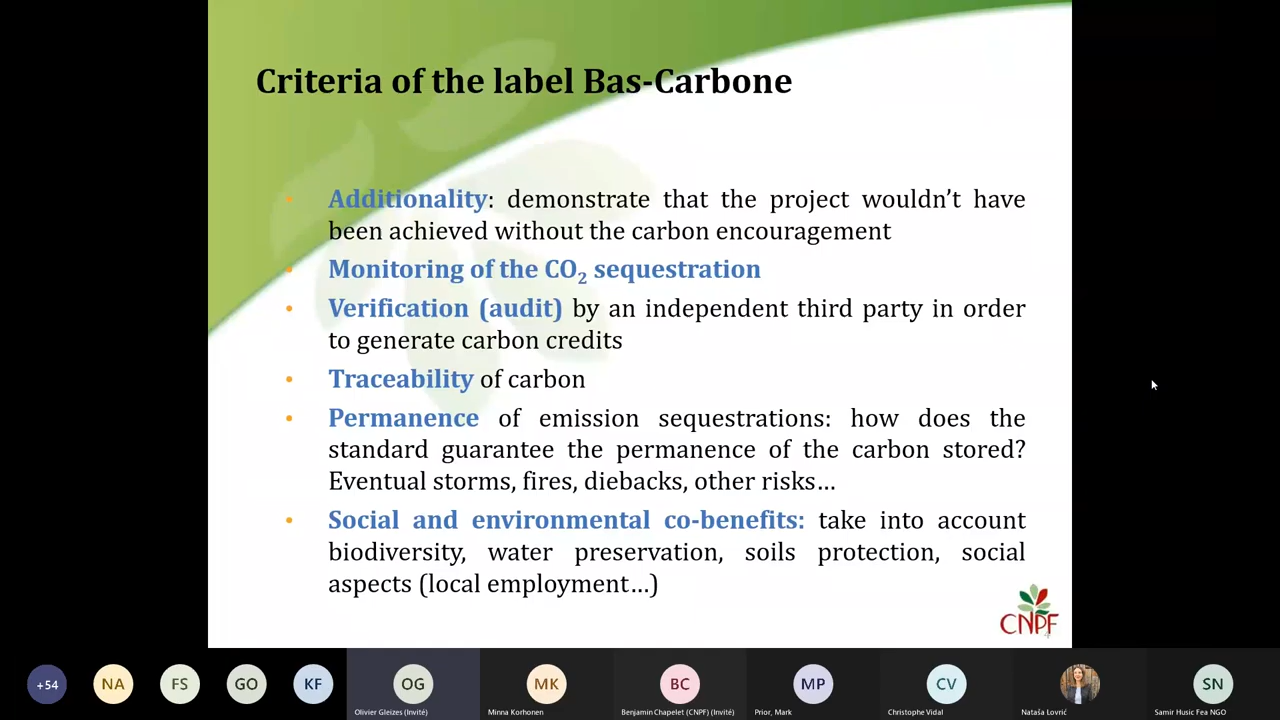 Criteria of the label Bas-Carbone
• Additionality: demonstrate that the project wouldn't have
been achieved without the carbon encouragement
• Monitoring of the CO₂ sequestration
• Verification (audit) by an independent third party in order
to generate carbon credits
• Traceability of carbon
• Permanence of emission sequestrations: how does the
standard guarantee the permanence of the carbon stored?
Eventual storms, fires, diebacks, other risks…
• Social and environmental co-benefits: take into account
biodiversity, water preservation, soils protection, social
aspects (local employment…)
CNPF
+54 NA FS GO KF OG MK BC MP CV SN
Olivier Gleizes (Invité) Minna Korhonen Benjamin Chapelet (CNPF) (Invité) Prior, Mark Christophe Vidal Nataša Lovrić Samir Husic Fea NGO